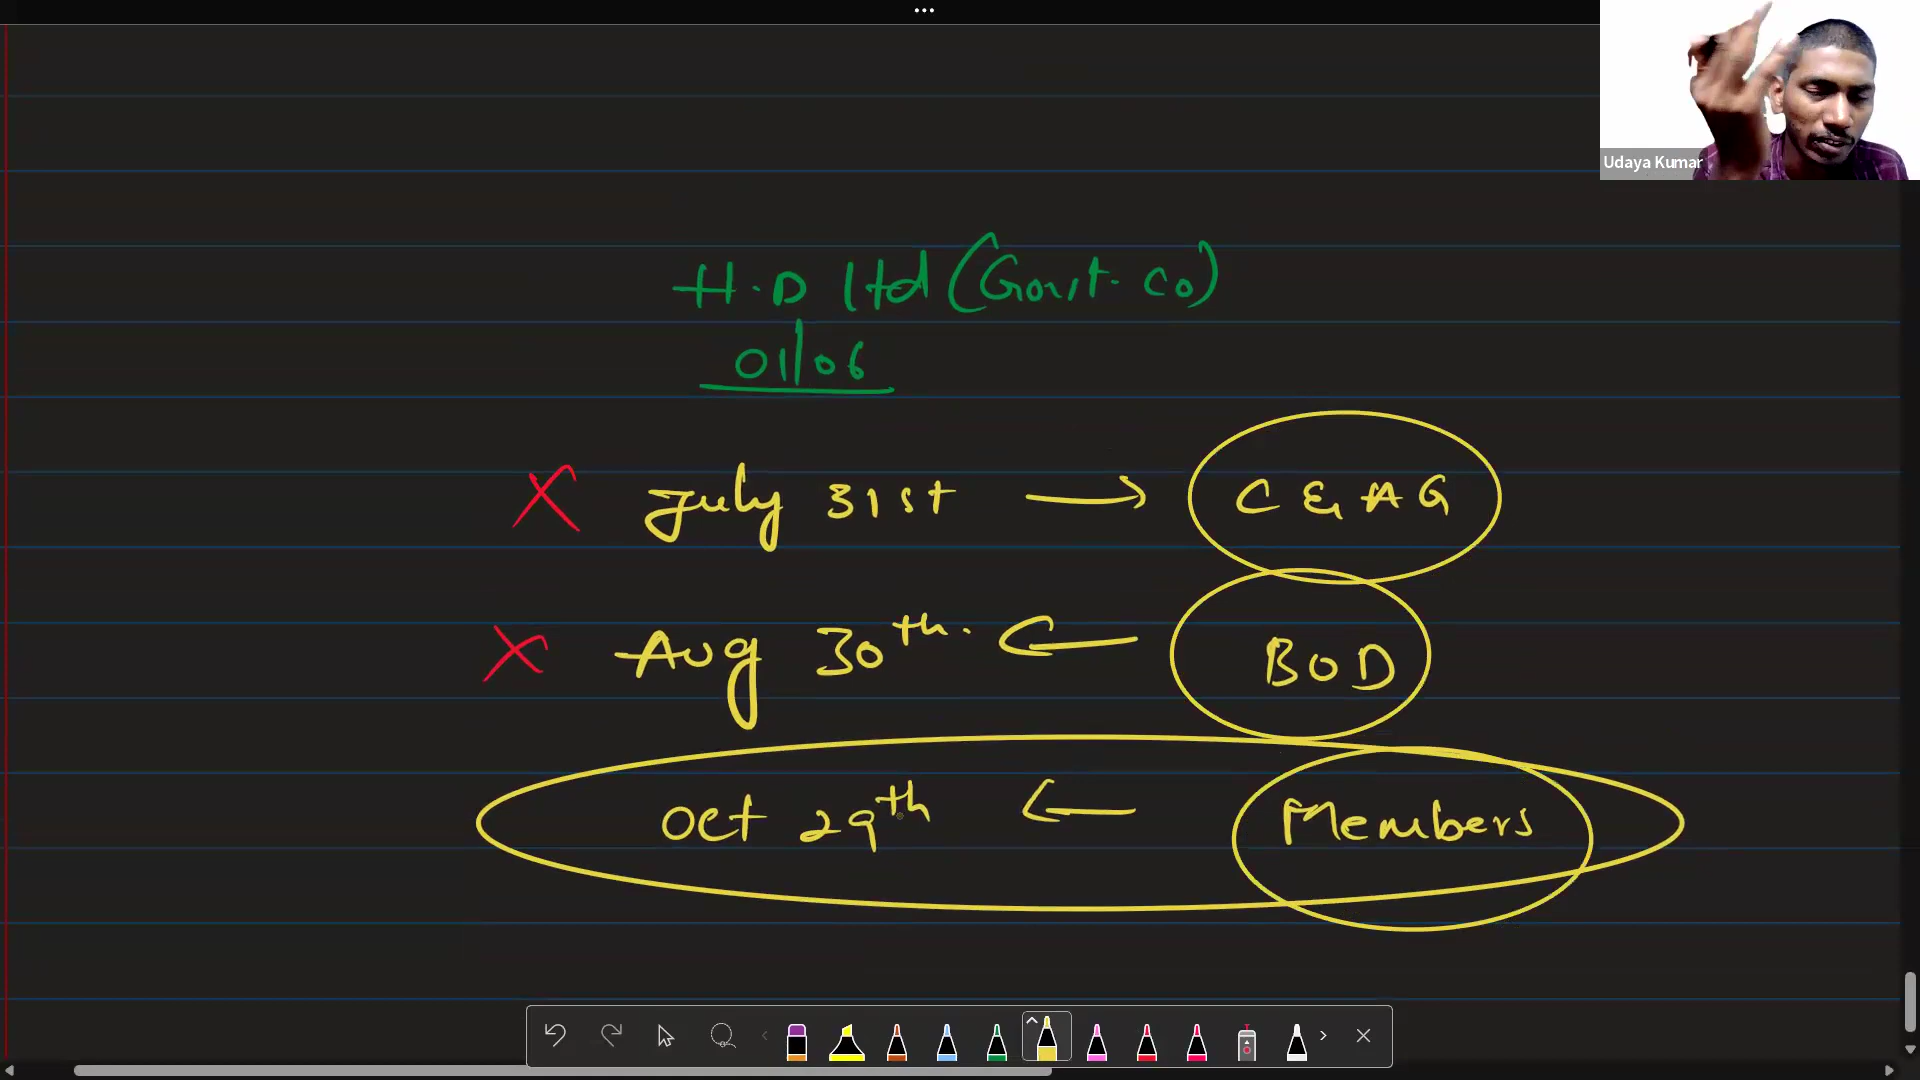 Udaya Kumar
H.D ltd (Govt. Co)
01/06
X July 31st → C & AG
X Aug 30th. ← BOD
Oct 29th ← Members